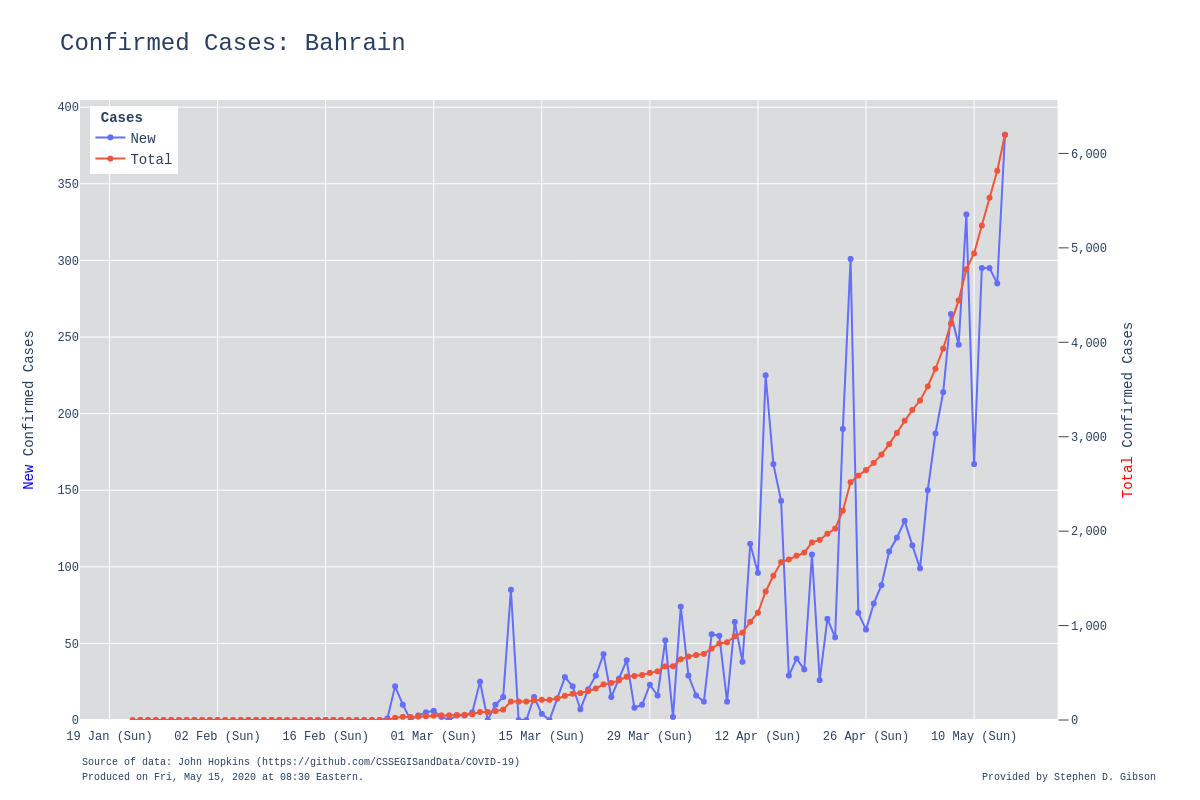 Confirmed Cases: Bahrain
Cases
New
Total
400
350
300
250
200
150
100
50
0
6,000
5,000
4,000
3,000
2,000
1,000
0
New Confirmed Cases
Total Confirmed Cases
19 Jan (Sun)
02 Feb (Sun)
16 Feb (Sun)
01 Mar (Sun)
15 Mar (Sun)
29 Mar (Sun)
12 Apr (Sun)
26 Apr (Sun)
10 May (Sun)
Source of data: John Hopkins (https://github.com/CSSEGISandData/COVID-19)
Produced on Fri, May 15, 2020 at 08:30 Eastern.
Provided by Stephen D. Gibson